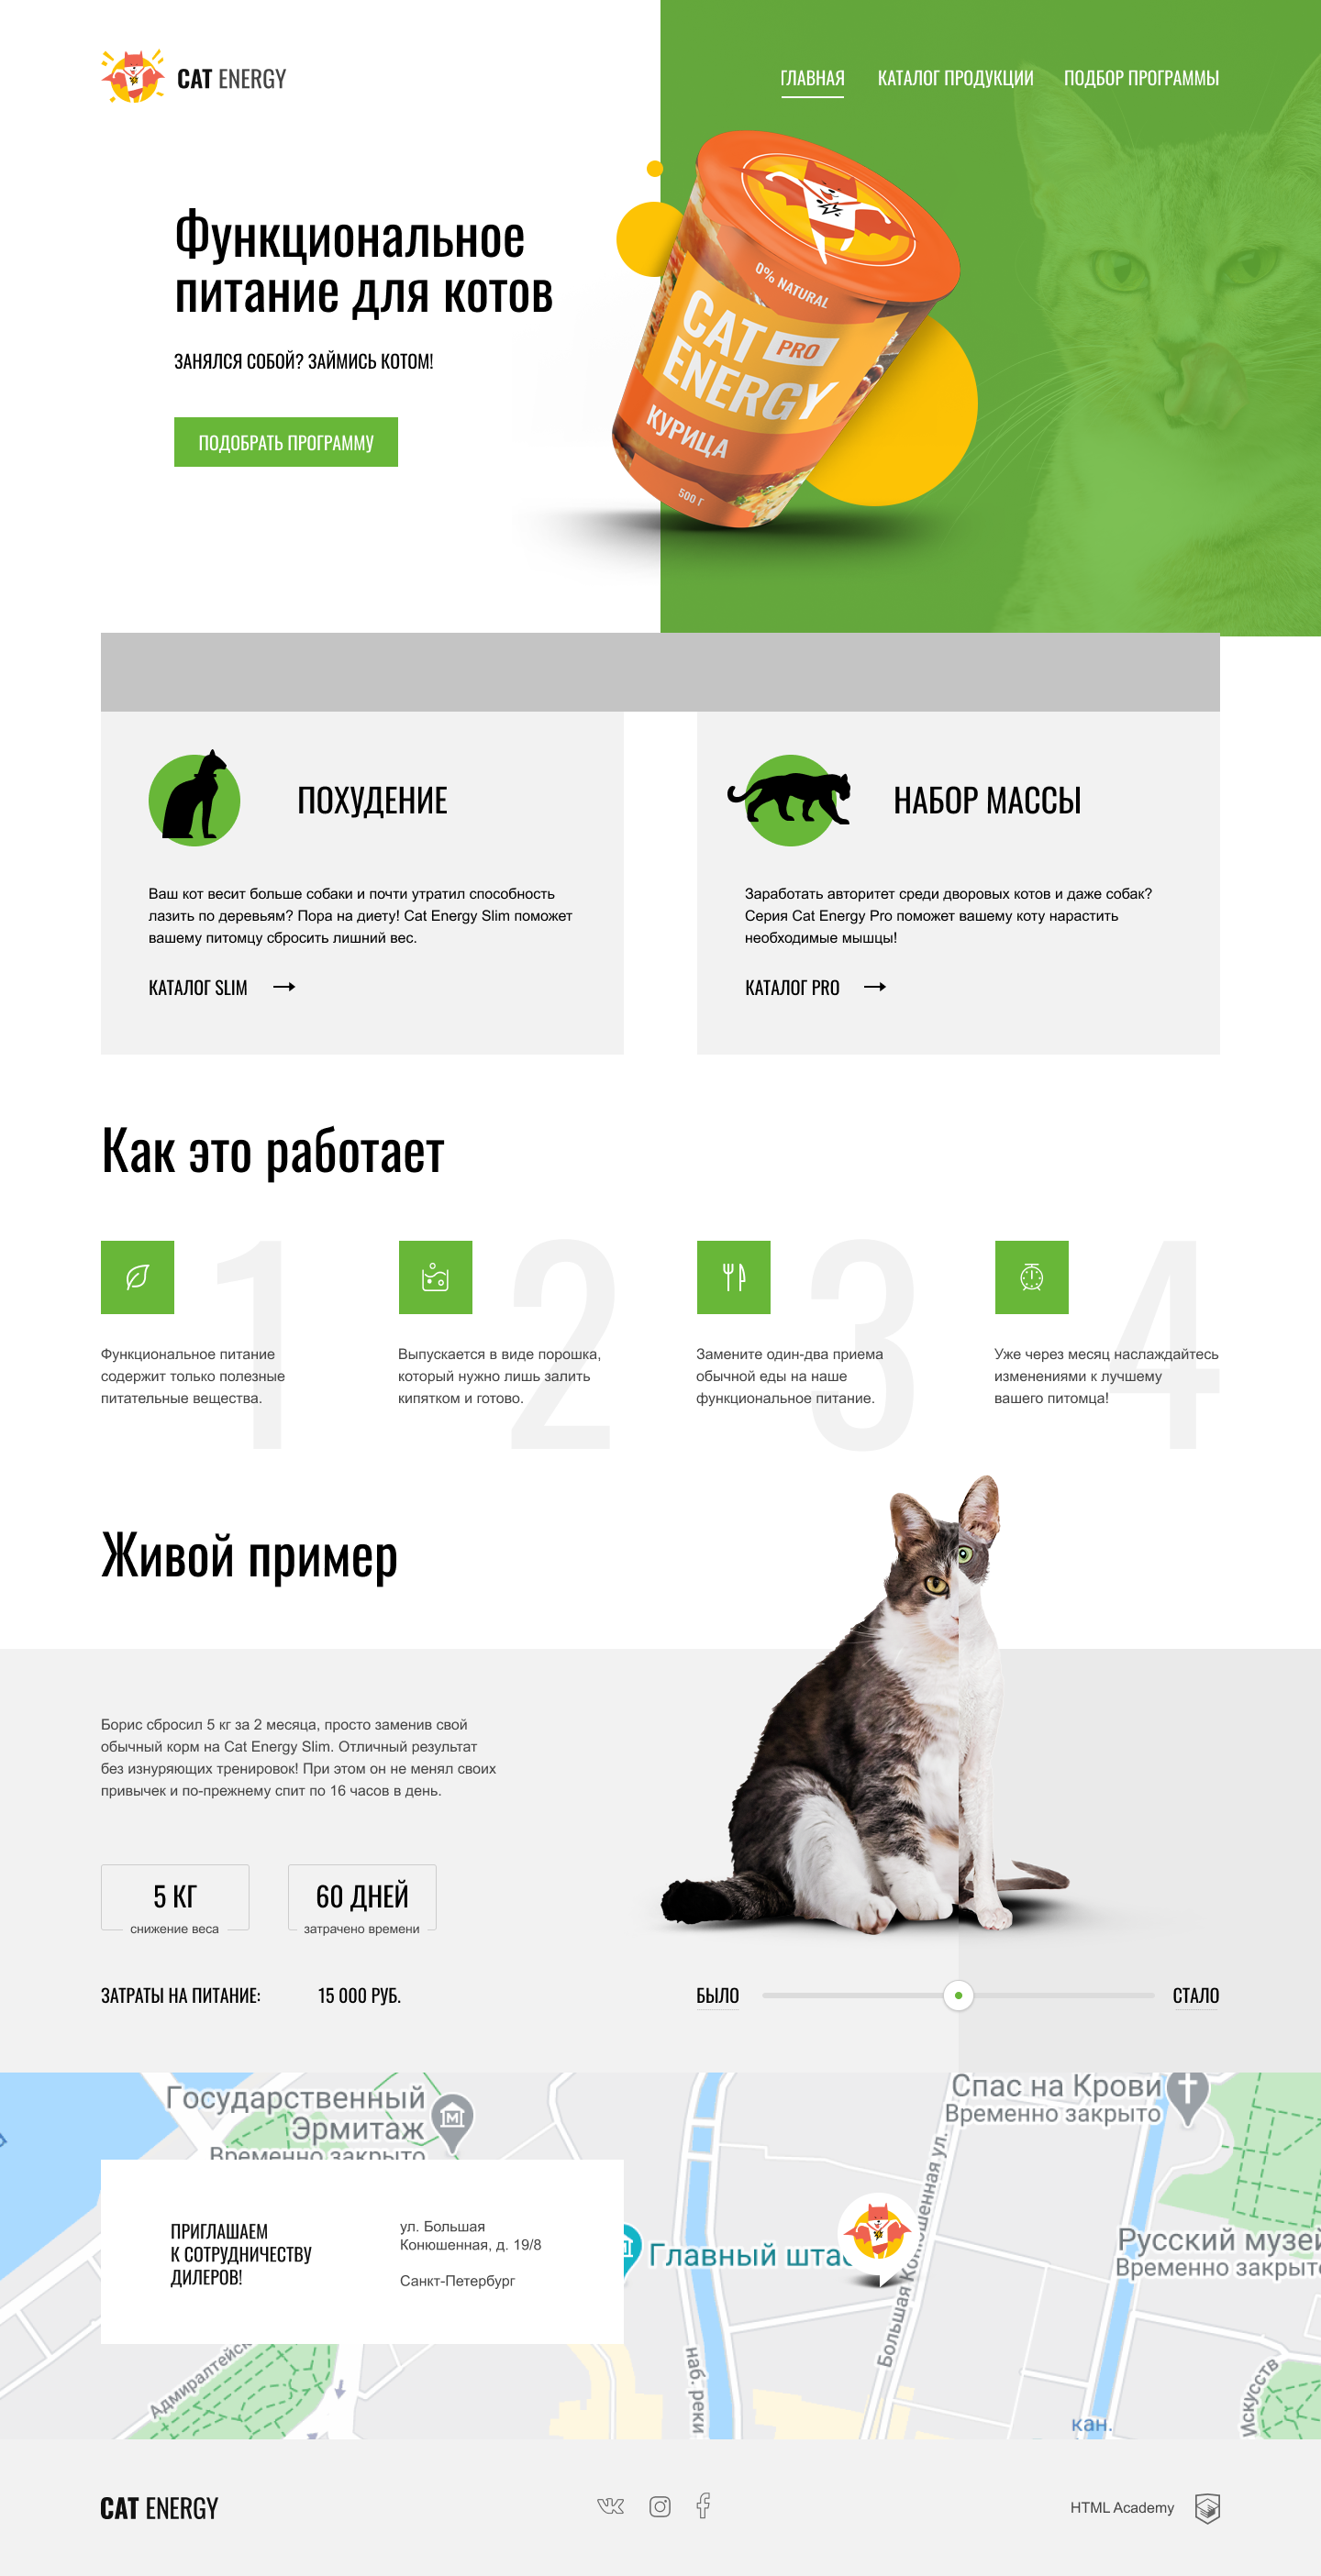 CAT ENERGY
ГЛАВНАЯ
КАТАЛОГ ПРОДУКЦИИ
ПОДБОР ПРОГРАММЫ
Функциональное
питание для котов
ЗАНЯЛСЯ СОБОЙ? ЗАЙМИСЬ КОТОМ!
ПОДОБРАТЬ ПРОГРАММУ
0% NATURAL
CAT PRO
ENERGY
КУРИЦА
500 Г
ПОХУДЕНИЕ
Ваш кот весит больше собаки и почти утратил способность
лазить по деревьям? Пора на диету! Cat Energy Slim поможет
вашему питомцу сбросить лишний вес.
КАТАЛОГ SLIM
НАБОР МАССЫ
Заработать авторитет среди дворовых котов и даже собак?
Серия Cat Energy Pro поможет вашему коту нарастить
необходимые мышцы!
КАТАЛОГ PRO
Как это работает
1
Функциональное питание
содержит только полезные
питательные вещества.
2
Выпускается в виде порошка,
который нужно лишь залить
кипятком и готово.
3
Замените один-два приема
обычной еды на наше
функциональное питание.
4
Уже через месяц наслаждайтесь
изменениями к лучшему
вашего питомца!
Живой пример
Борис сбросил 5 кг за 2 месяца, просто заменив свой
обычный корм на Cat Energy Slim. Отличный результат
без изнуряющих тренировок! При этом он не менял своих
привычек и по-прежнему спит по 16 часов в день.
5 КГ
снижение веса
60 ДНЕЙ
затрачено времени
ЗАТРАТЫ НА ПИТАНИЕ:
15 000 РУБ.
БЫЛО
СТАЛО
Государственный
Эрмитаж
Временно закрыто
Спас на Крови
Временно закрыто
Главный шта
Большая Ко
шенная ул.
Русский музей
Временно закрыто
ПРИГЛАШАЕМ
К СОТРУДНИЧЕСТВУ
ДИЛЕРОВ!
ул. Большая
Конюшенная, д. 19/8
Санкт-Петербург
Адмиралтейск
наб. реки
кан.
Искусств
CAT ENERGY
HTML Academy